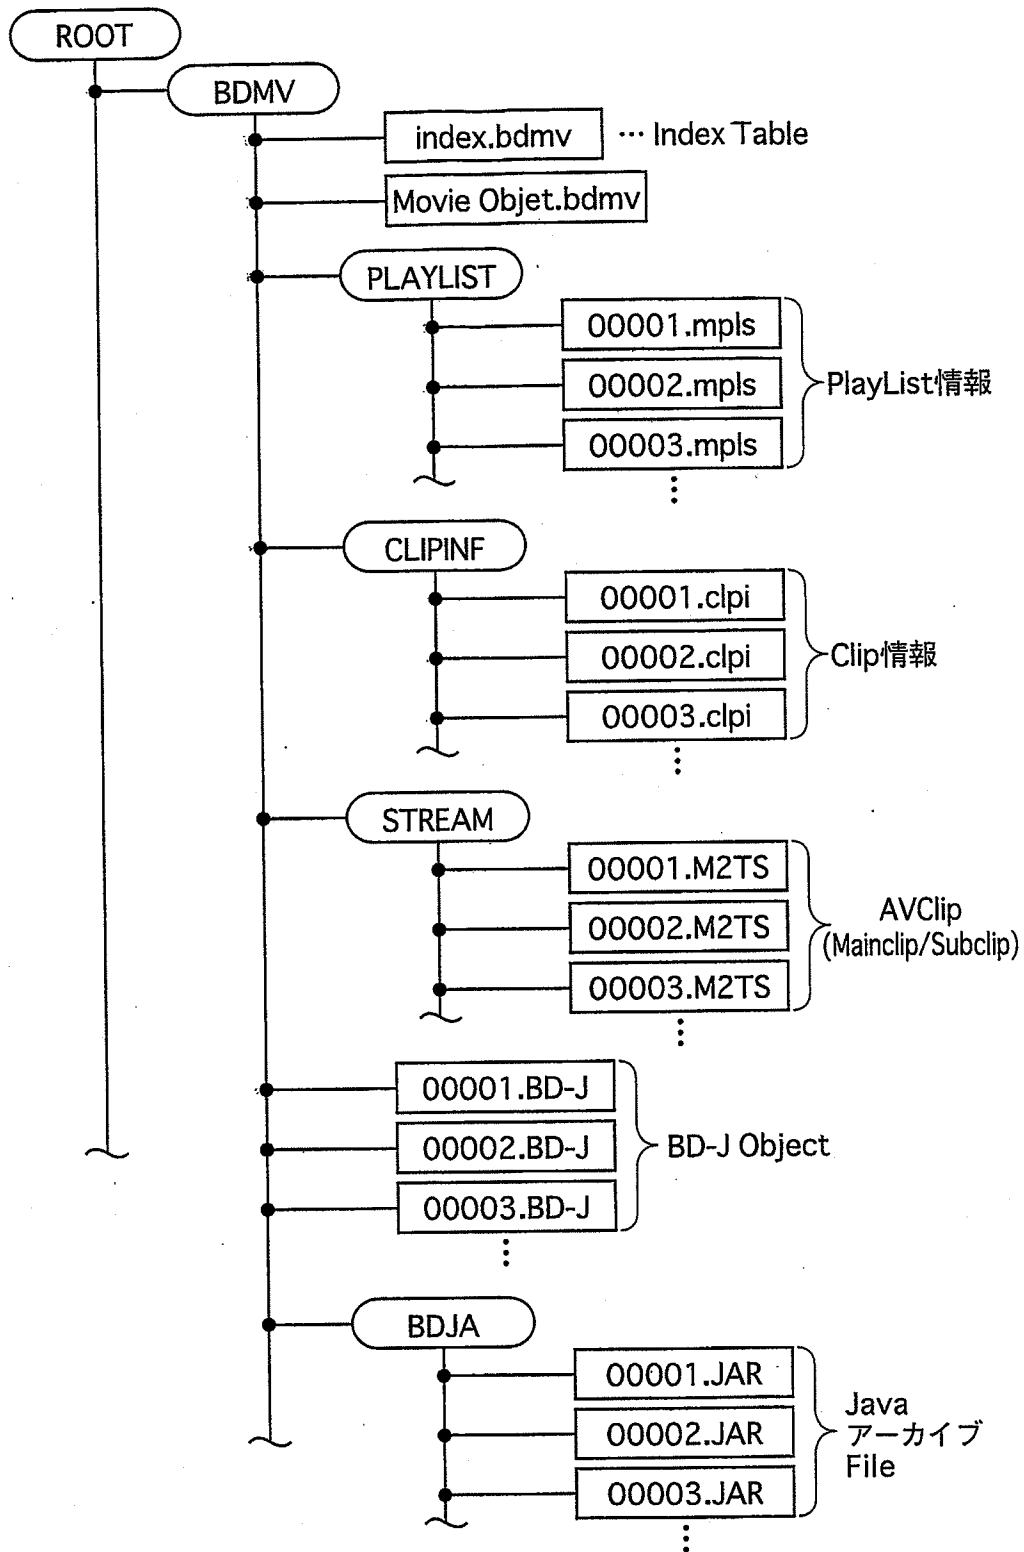 ROOT
BDMV
index.bdmv … Index Table
Movie Objet.bdmv
PLAYLIST
00001.mpls
00002.mpls
00003.mpls
PlayList情報
CLIPINF
00001.clpi
00002.clpi
00003.clpi
Clip情報
STREAM
00001.M2TS
00002.M2TS
00003.M2TS
AVClip
(Mainclip/Subclip)
00001.BD-J
00002.BD-J
00003.BD-J
BD-J Object
BDJA
00001.JAR
00002.JAR
00003.JAR
Java
アーカイブ
File